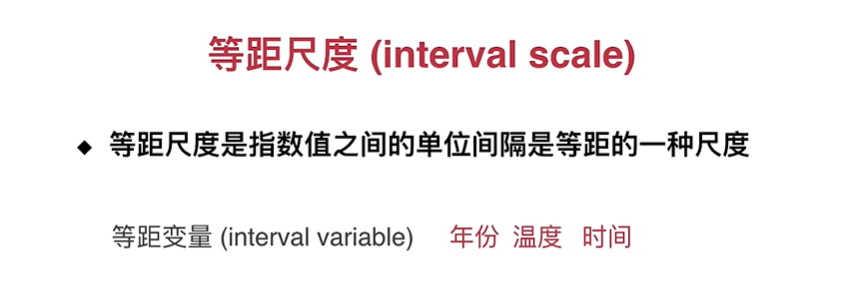 等距尺度 (interval scale)
◆ 等距尺度是指数值之间的单位间隔是等距的一种尺度
等距变量 (interval variable) 年份 温度 时间